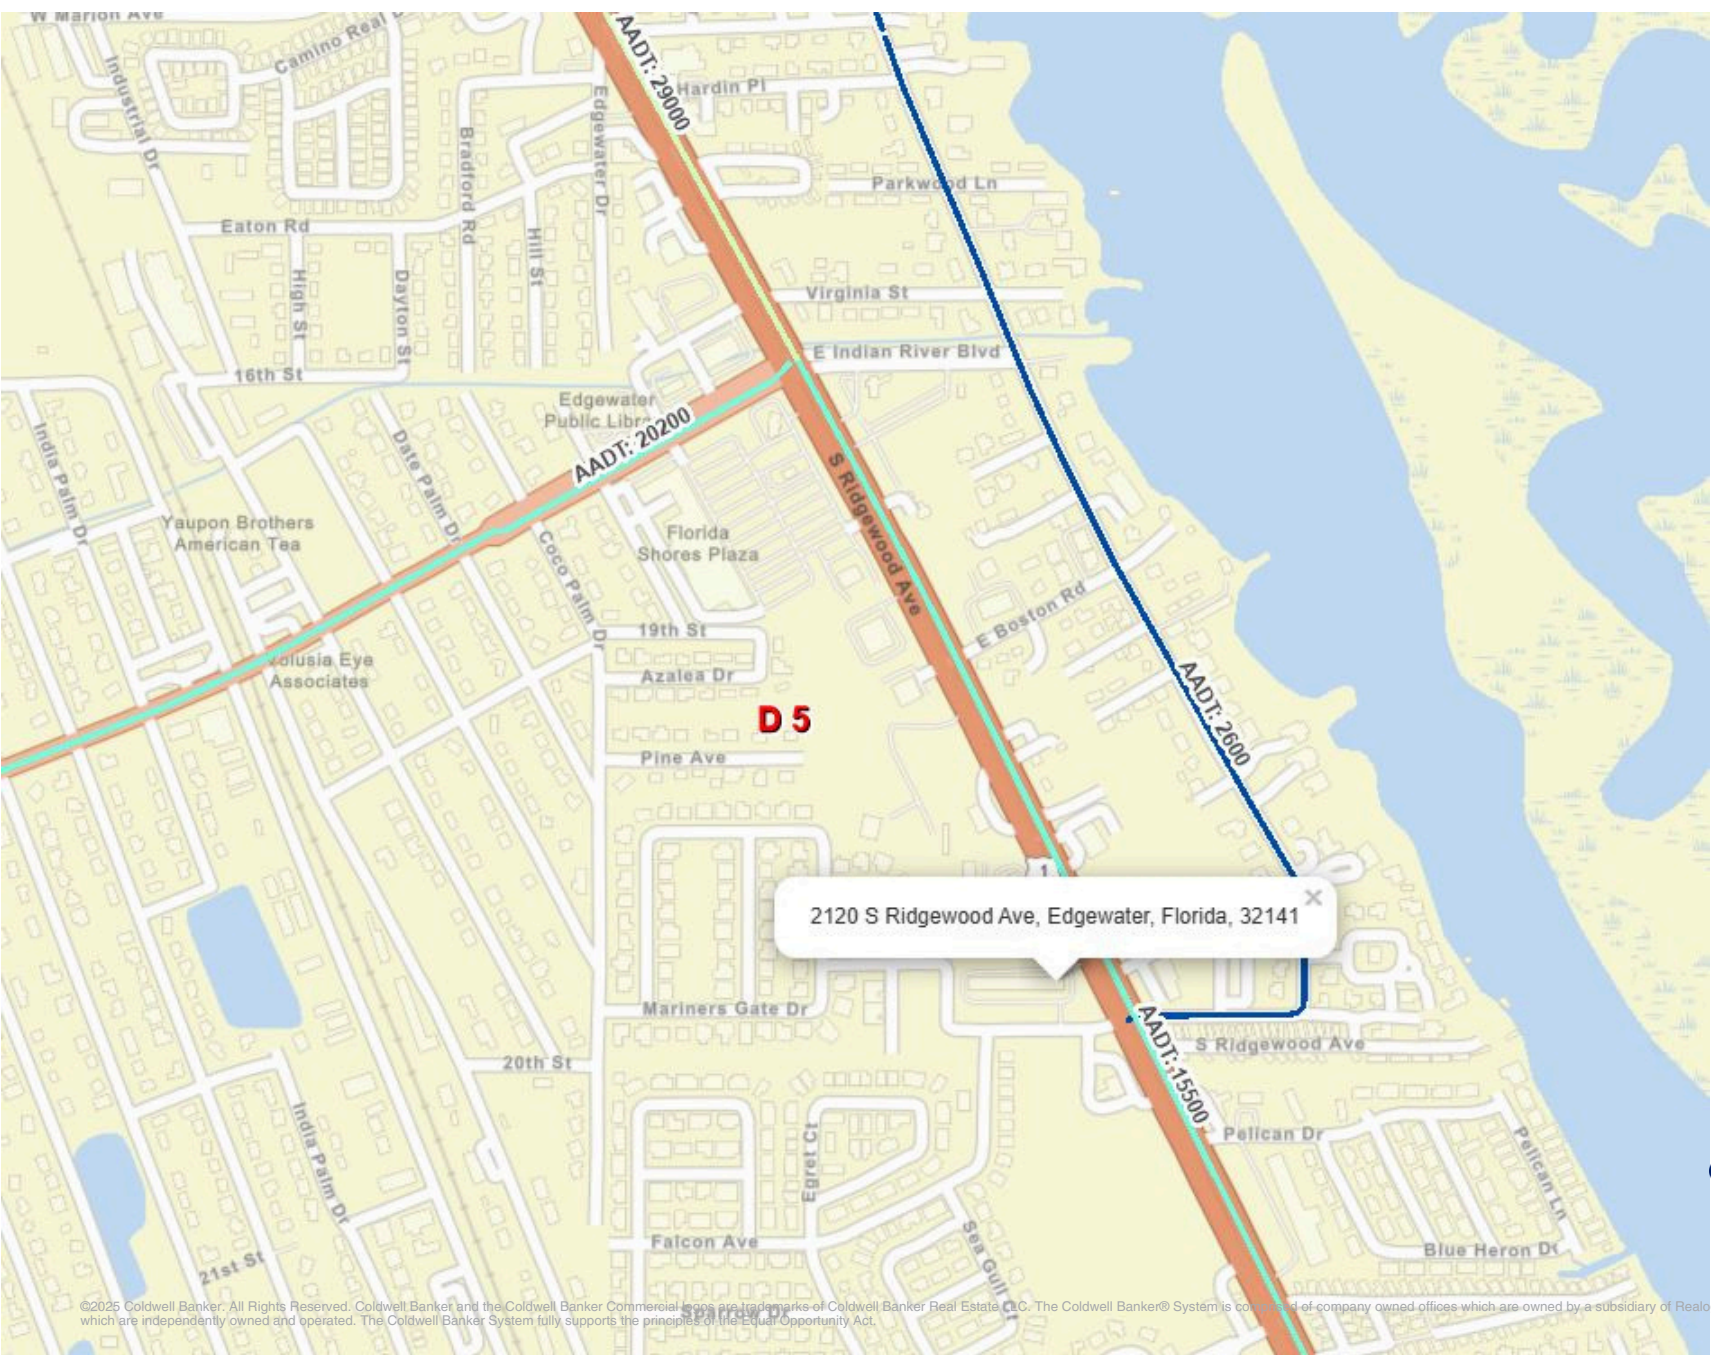 W Marion Ave
Camino Real D
Industrial Dr
AADT: 29000
Hardin Pl
Edgewater Dr
Bradford Rd
Parkwood Ln
Eaton Rd
Hill St
High St
Dayton St
Virginia St
E Indian River Blvd
16th St
Edgewater
Public Libra
AADT: 20200
India Palm Dr
Date Palm Dr
S Ridgewood Ave
Yaupon Brothers
American Tea
Florida
Shores Plaza
Coco Palm Dr
E Boston Rd
19th St
Volusia Eye
Associates
Azalea Dr
AADT: 2600
D 5
Pine Ave
1
2120 S Ridgewood Ave, Edgewater, Florida, 32141
×
Mariners Gate Dr
AADT: 15500
S Ridgewood Ave
20th St
India Palm Dr
Egret Ct
Pelican Dr
Pelican Ln
Falcon Ave
Sea Gull Ct
Blue Heron D
21st St
Sparrow Dr
©2025 Coldwell Banker. All Rights Reserved. Coldwell Banker and the Coldwell Banker Commercial logos are trademarks of Coldwell Banker Real Estate LLC. The Coldwell Banker® System is comprised of company owned offices which are owned by a subsidiary of Realo
which are independently owned and operated. The Coldwell Banker System fully supports the principles of the Equal Opportunity Act.